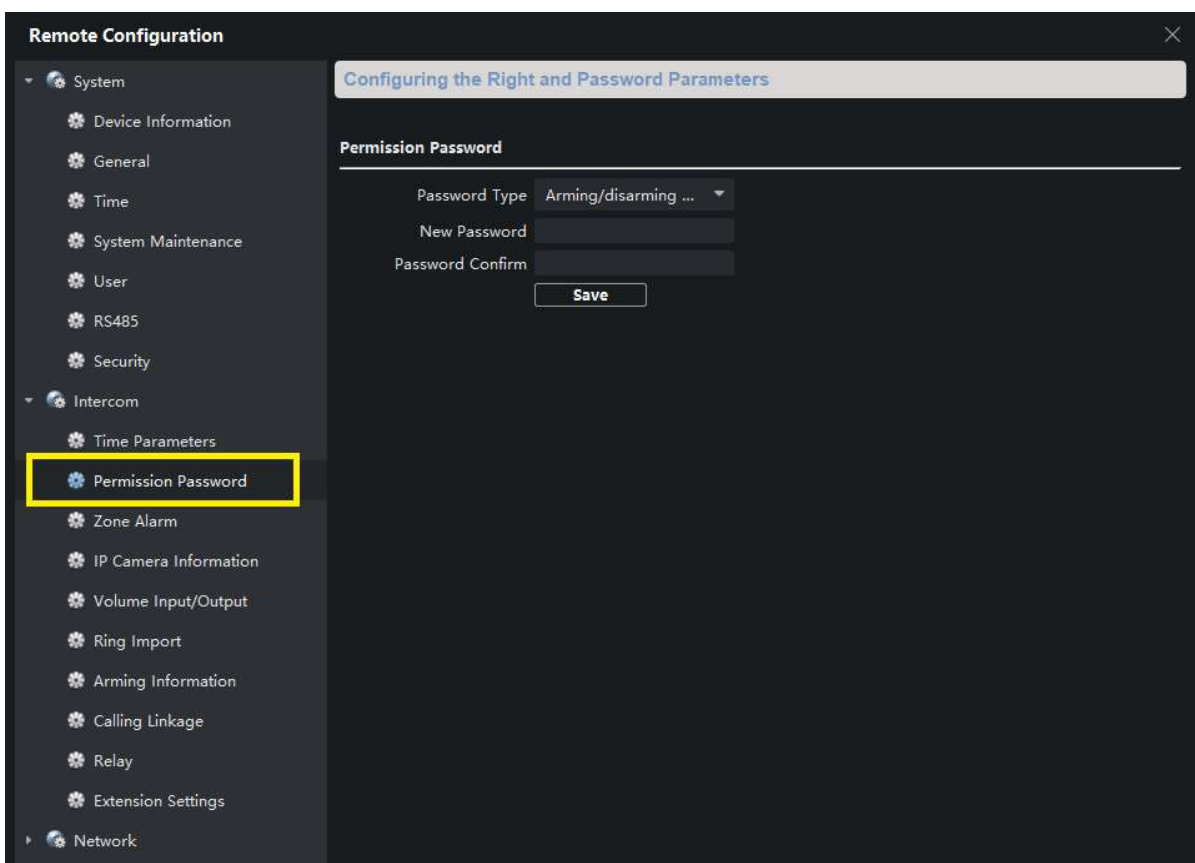 Remote Configuration
System
Device Information
General
Time
System Maintenance
User
RS485
Security
Intercom
Time Parameters
Permission Password
Zone Alarm
IP Camera Information
Volume Input/Output
Ring Import
Arming Information
Calling Linkage
Relay
Extension Settings
Network
Configuring the Right and Password Parameters
Permission Password
Password Type Arming/disarming ...
New Password
Password Confirm
Save